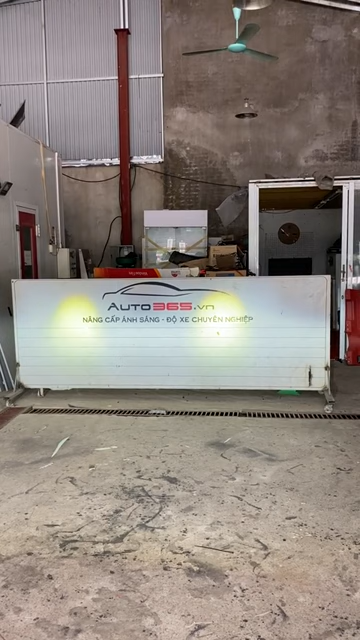 AUTO365.vn
NÂNG CẤP ÁNH SÁNG - ĐỘ XE CHUYÊN NGHIỆP